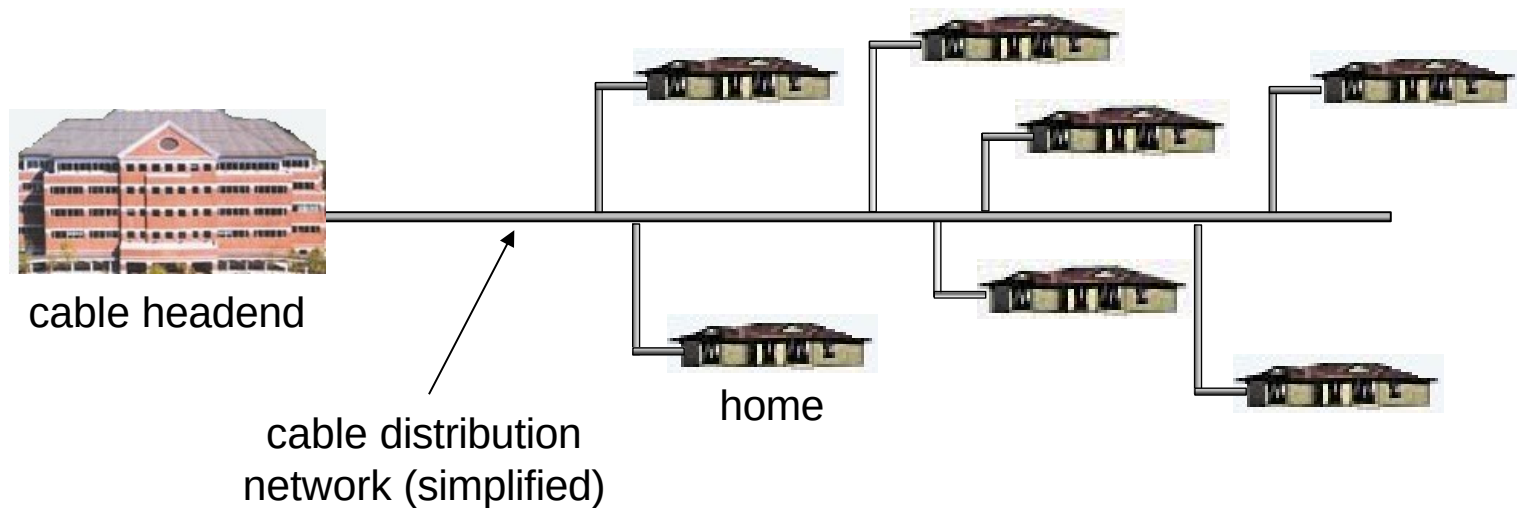 cable headend
home
cable distribution
network (simplified)